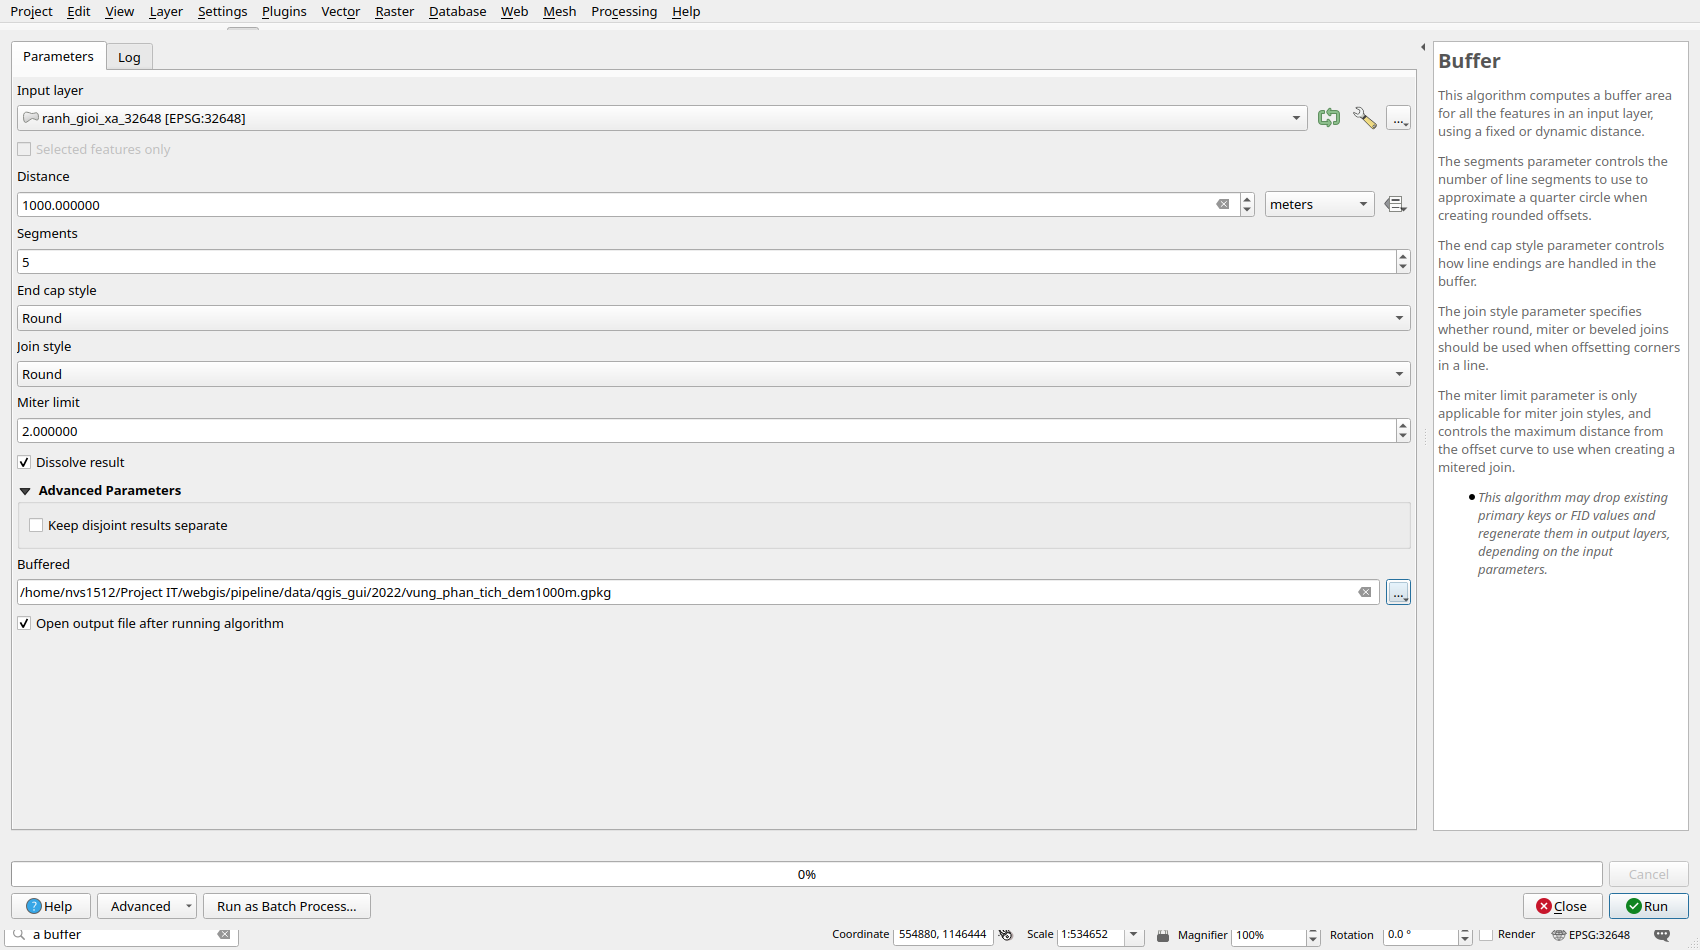 Project Edit View Layer Settings Plugins Vector Raster Database Web Mesh Processing Help
Parameters Log
Input layer
ranh_gioi_xa_32648 [EPSG:32648]
...
Selected features only
Distance
1000.000000
meters
Segments
5
End cap style
Round
Join style
Round
Miter limit
2.000000
Dissolve result
Advanced Parameters
Keep disjoint results separate
Buffered
/home/nvs1512/Project IT/webgis/pipeline/data/qgis_gui/2022/vung_phan_tich_dem1000m.gpkg
...
Open output file after running algorithm
Buffer
This algorithm computes a buffer area
for all the features in an input layer,
using a fixed or dynamic distance.
The segments parameter controls the
number of line segments to use to
approximate a quarter circle when
creating rounded offsets.
The end cap style parameter controls
how line endings are handled in the
buffer.
The join style parameter specifies
whether round, miter or beveled joins
should be used when offsetting corners
in a line.
The miter limit parameter is only
applicable for miter join styles, and
controls the maximum distance from
the offset curve to use when creating a
mitered join.
This algorithm may drop existing
primary keys or FID values and
regenerate them in output layers,
depending on the input
parameters.
0%
Cancel
Help Advanced Run as Batch Process... Close Run
a buffer Coordinate 554880, 1146444 Scale 1:534652 Magnifier 100% Rotation 0.0 ° Render EPSG:32648